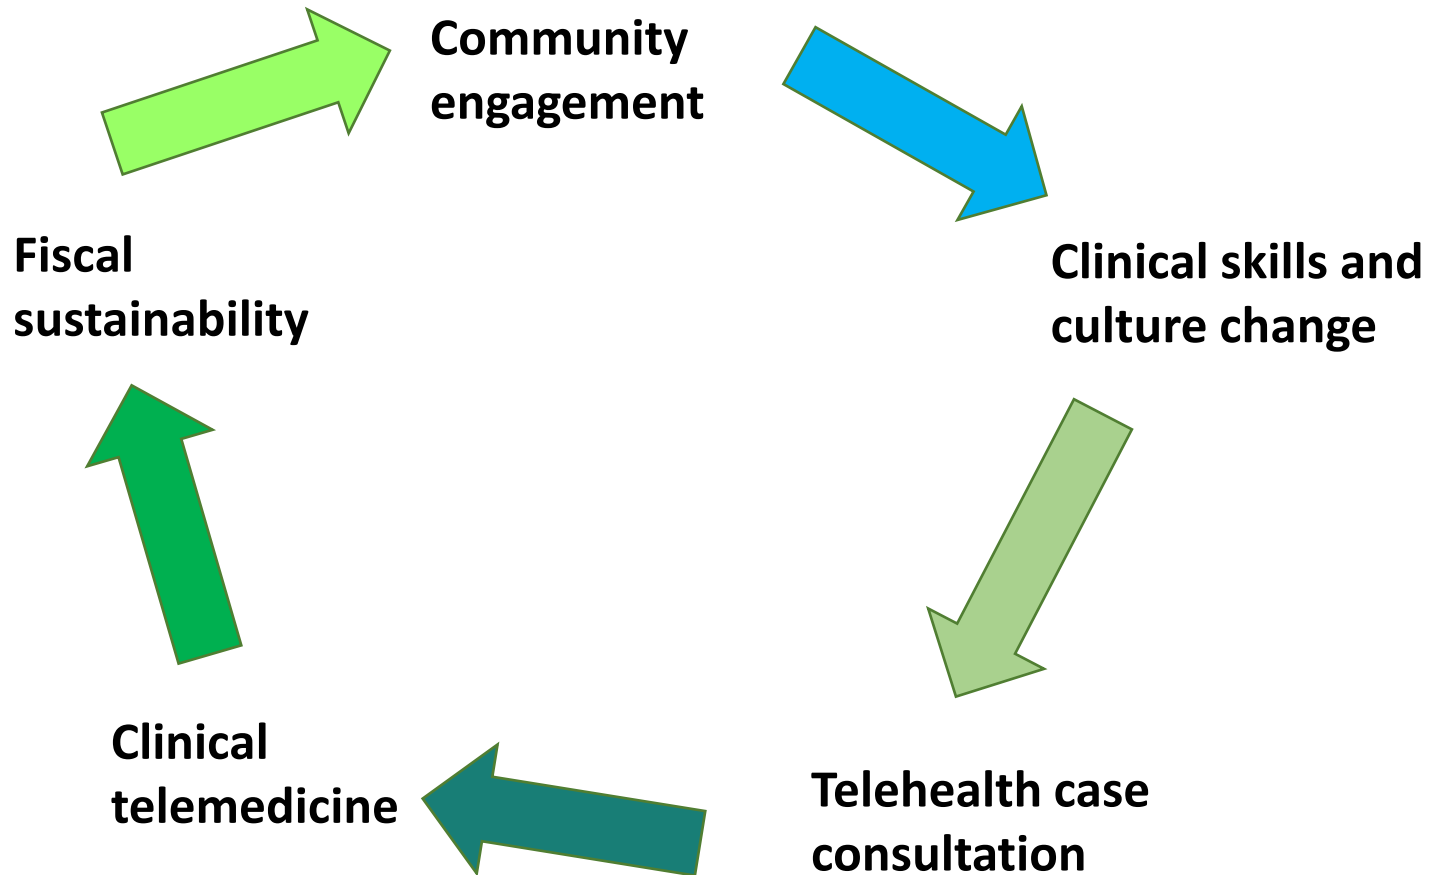 Community
engagement
Clinical skills and
culture change
Telehealth case
consultation
Clinical
telemedicine
Fiscal
sustainability